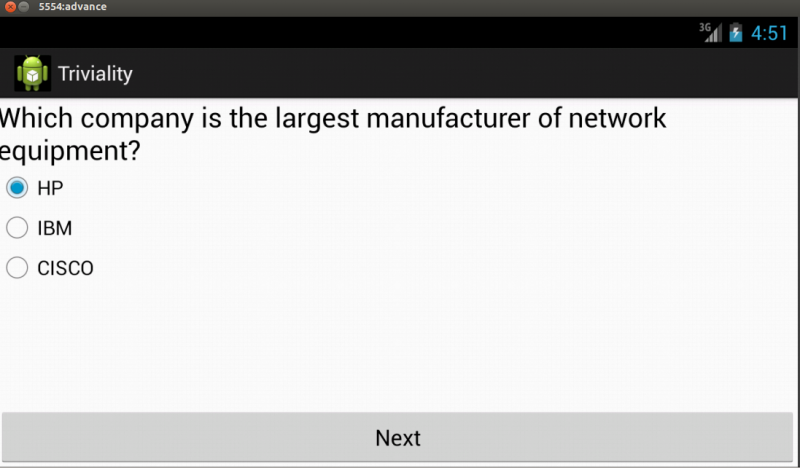 5554:advance
3G 4:51
Triviality
Which company is the largest manufacturer of network
equipment?
HP
IBM
CISCO
Next